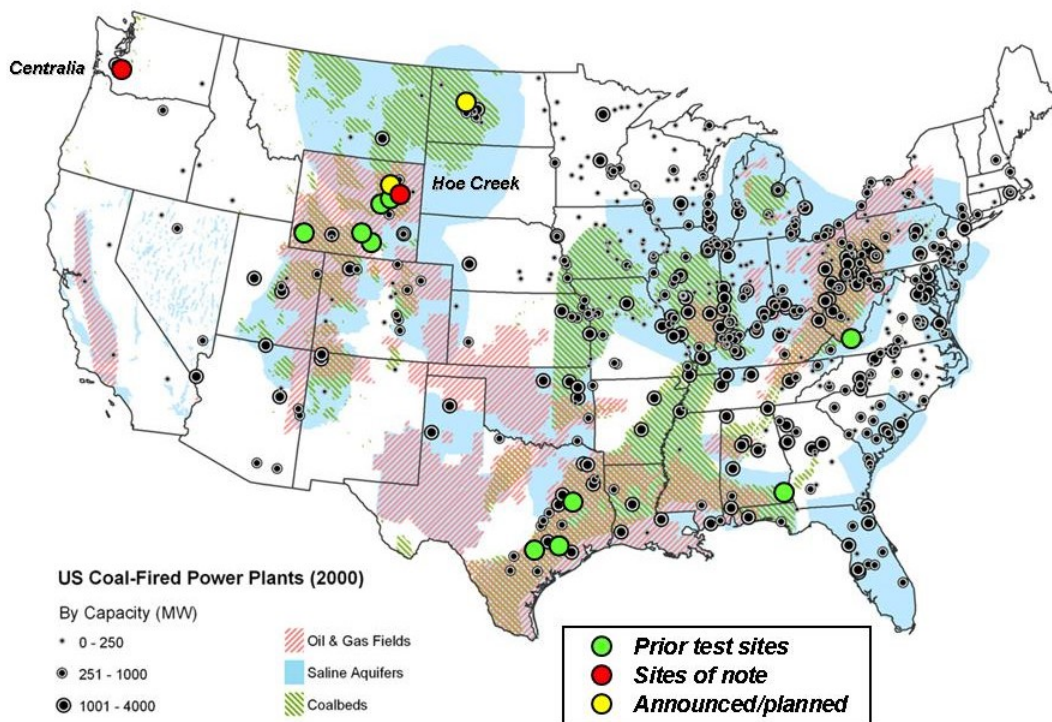 Centralia
Hoe Creek
US Coal-Fired Power Plants (2000)
By Capacity (MW)
0 - 250
251 - 1000
1001 - 4000
Oil & Gas Fields
Saline Aquifers
Coalbeds
Prior test sites
Sites of note
Announced/planned